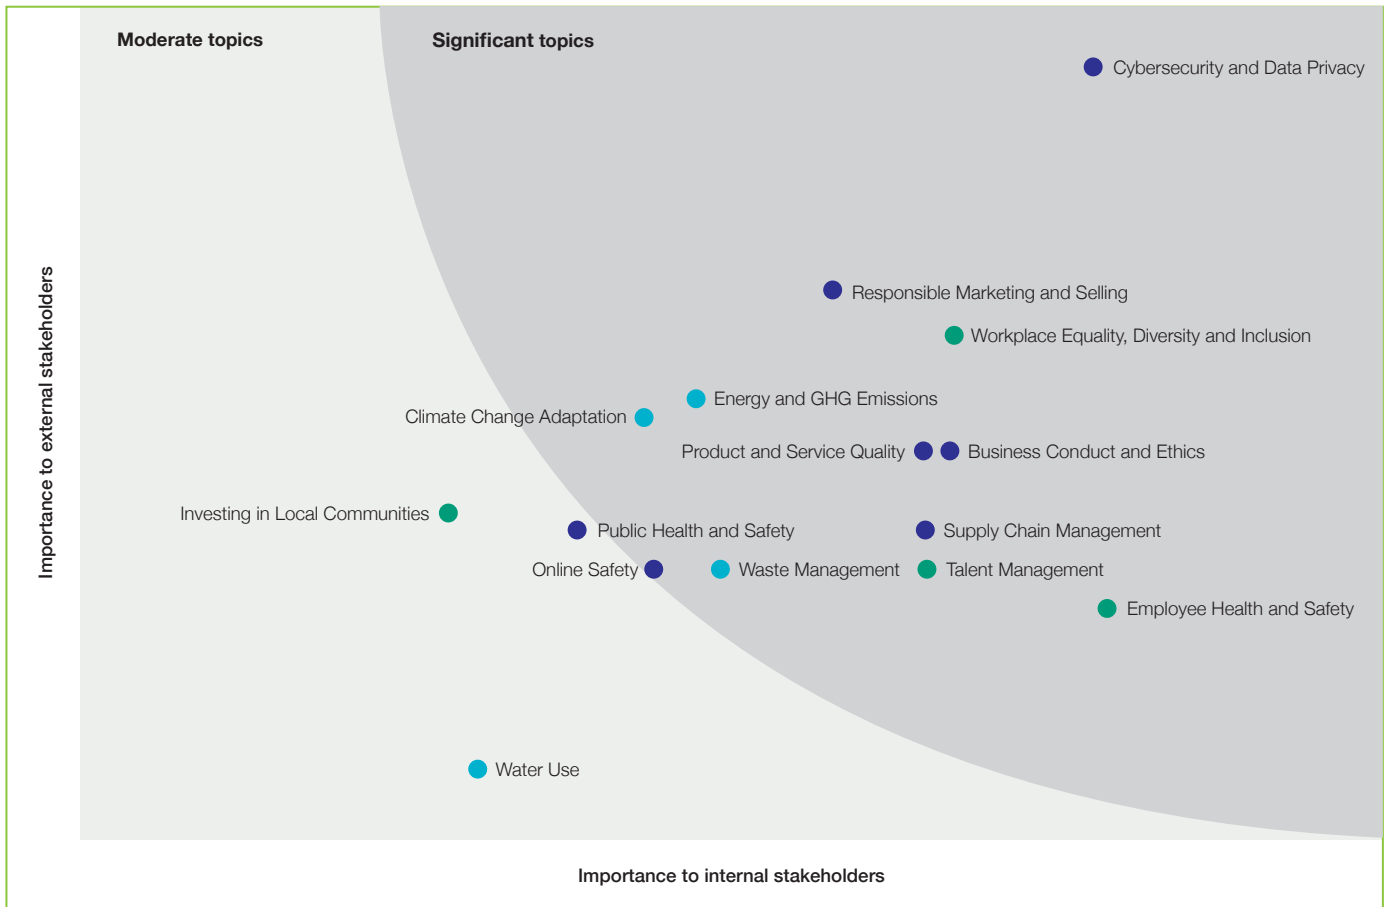 Moderate topics
Significant topics
Cybersecurity and Data Privacy
Responsible Marketing and Selling
Workplace Equality, Diversity and Inclusion
Energy and GHG Emissions
Climate Change Adaptation
Product and Service Quality
Business Conduct and Ethics
Investing in Local Communities
Public Health and Safety
Supply Chain Management
Online Safety
Waste Management
Talent Management
Employee Health and Safety
Water Use
Importance to external stakeholders
Importance to internal stakeholders